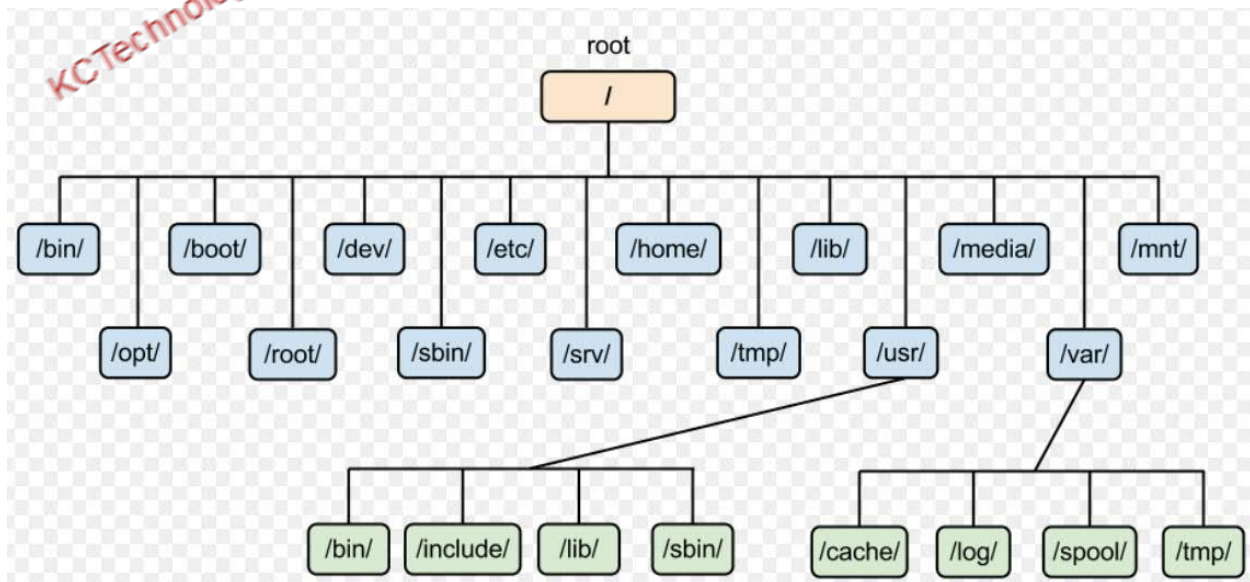 KCTechnolo
root
/
/bin/ /boot/ /dev/ /etc/ /home/ /lib/ /media/ /mnt/
/opt/ /root/ /sbin/ /srv/ /tmp/ /usr/ /var/
/bin/ /include/ /lib/ /sbin/ /cache/ /log/ /spool/ /tmp/